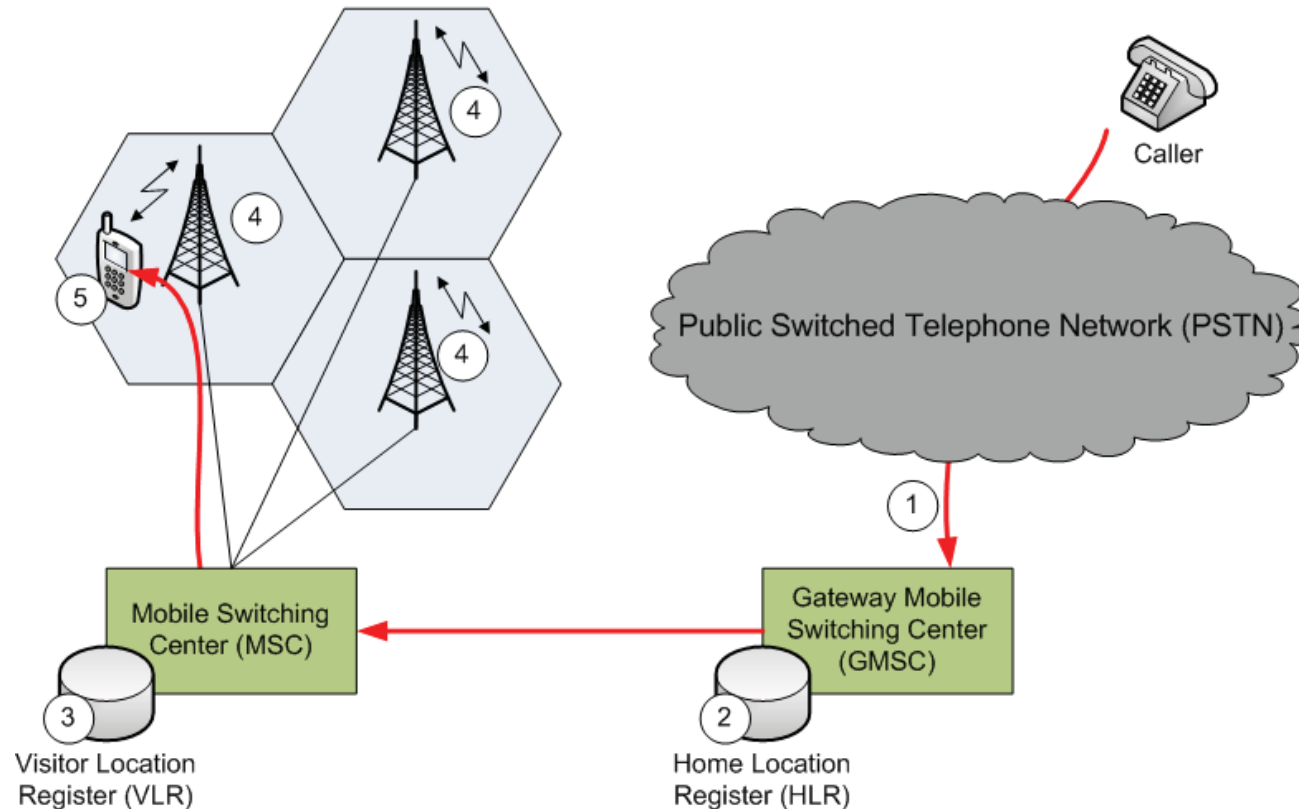 4
Caller
4
5
4
Public Switched Telephone Network (PSTN)
1
Mobile Switching
Center (MSC)
Gateway Mobile
Switching Center
(GMSC)
3
2
Visitor Location
Register (VLR)
Home Location
Register (HLR)